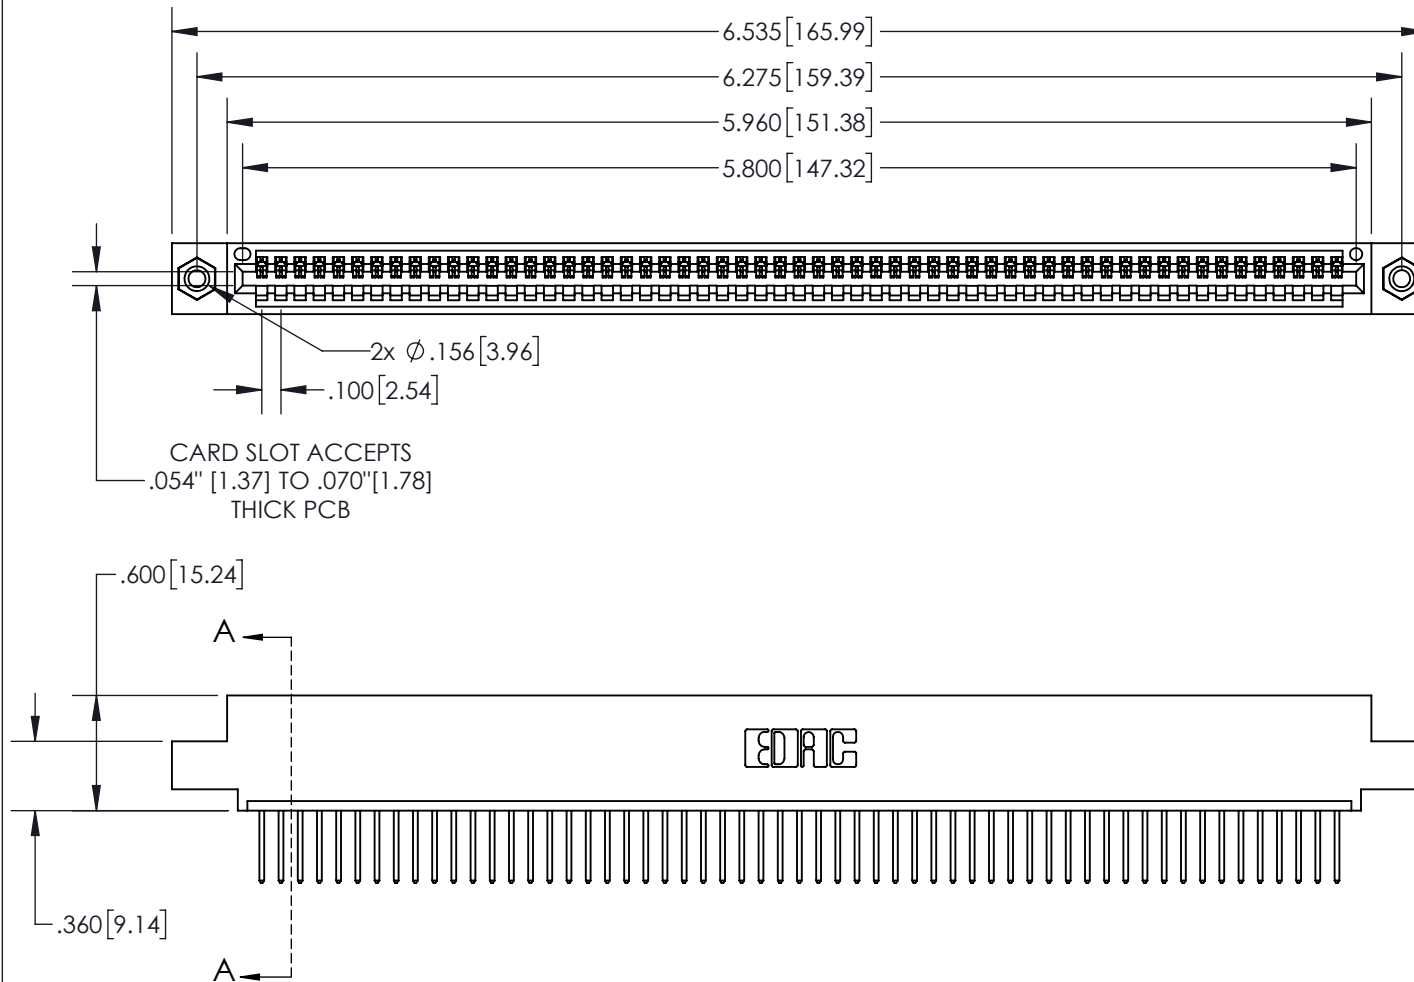 6.535[165.99]
6.275[159.39]
5.960[151.38]
5.800[147.32]
2x Ø.156[3.96]
.100[2.54]
CARD SLOT ACCEPTS
.054" [1.37] TO .070"[1.78]
THICK PCB
.600[15.24]
A
EDAC
.360[9.14]
A